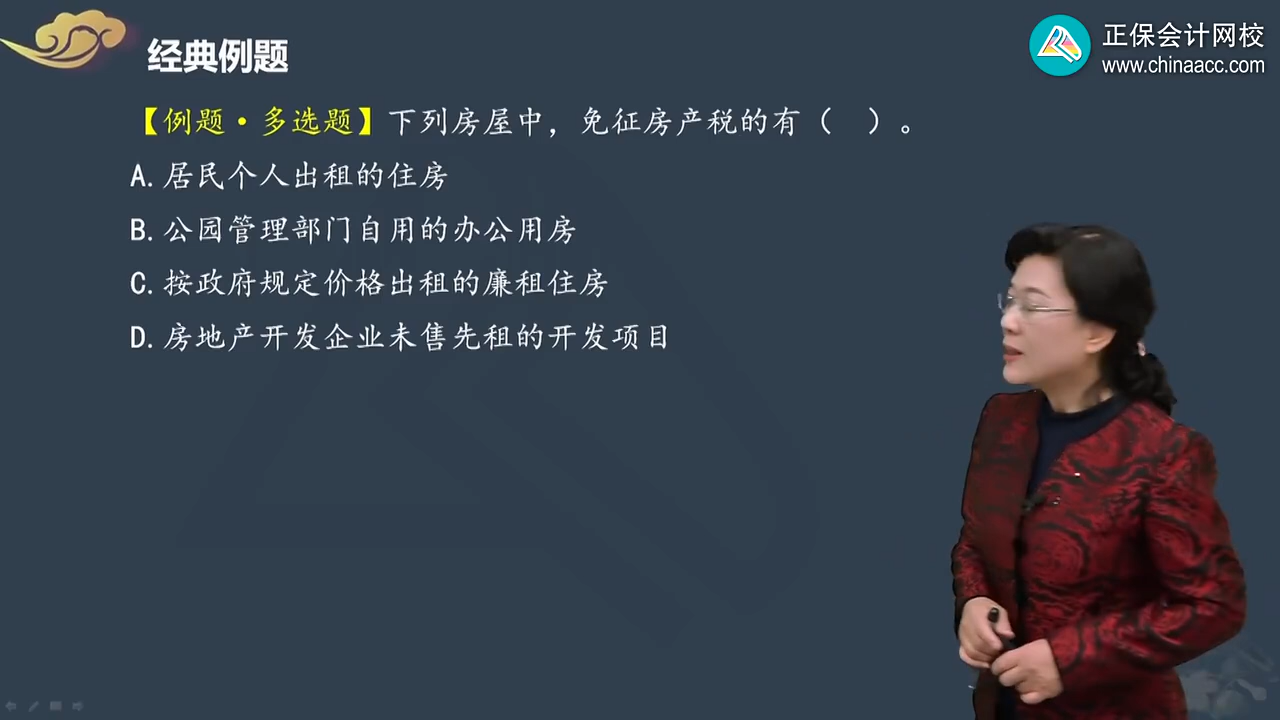 经典例题
正保会计网校
www.chinaacc.com
【例题·多选题】下列房屋中，免征房产税的有（ ）。
A.居民个人出租的住房
B.公园管理部门自用的办公用房
C.按政府规定价格出租的廉租住房
D.房地产开发企业未售先租的开发项目